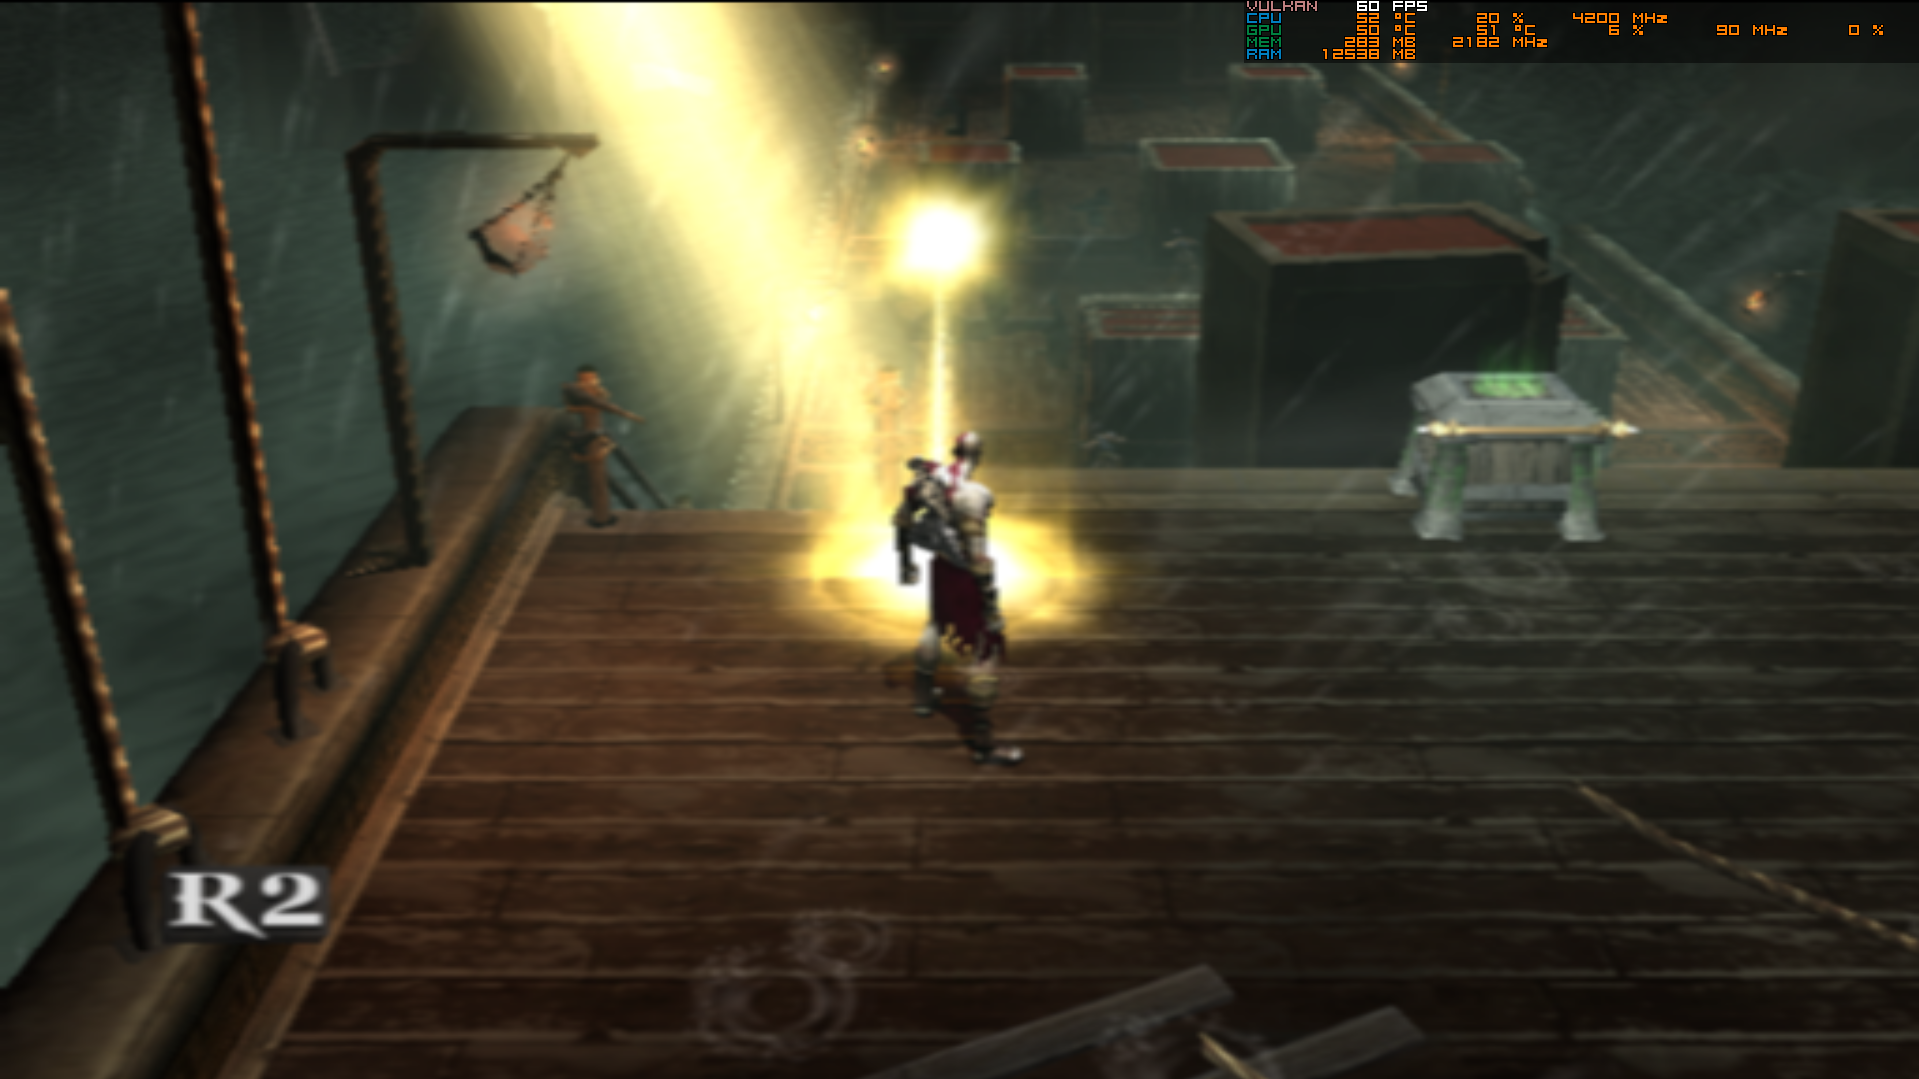 VULKAN 60 FPS
CPU 52 °C 20 % 4200 MHz
GPU 50 °C 51 °C 6 % 90 MHz 0 %
MEM 283 MB 2182 MHz
RAM 12538 MB
R2